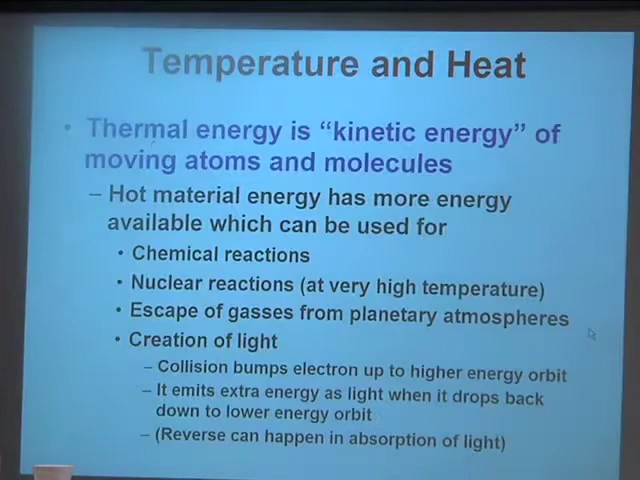 Temperature and Heat
• Thermal energy is “kinetic energy” of
moving atoms and molecules
– Hot material energy has more energy
available which can be used for
• Chemical reactions
• Nuclear reactions (at very high temperature)
• Escape of gasses from planetary atmospheres
• Creation of light
– Collision bumps electron up to higher energy orbit
– It emits extra energy as light when it drops back
down to lower energy orbit
– (Reverse can happen in absorption of light)